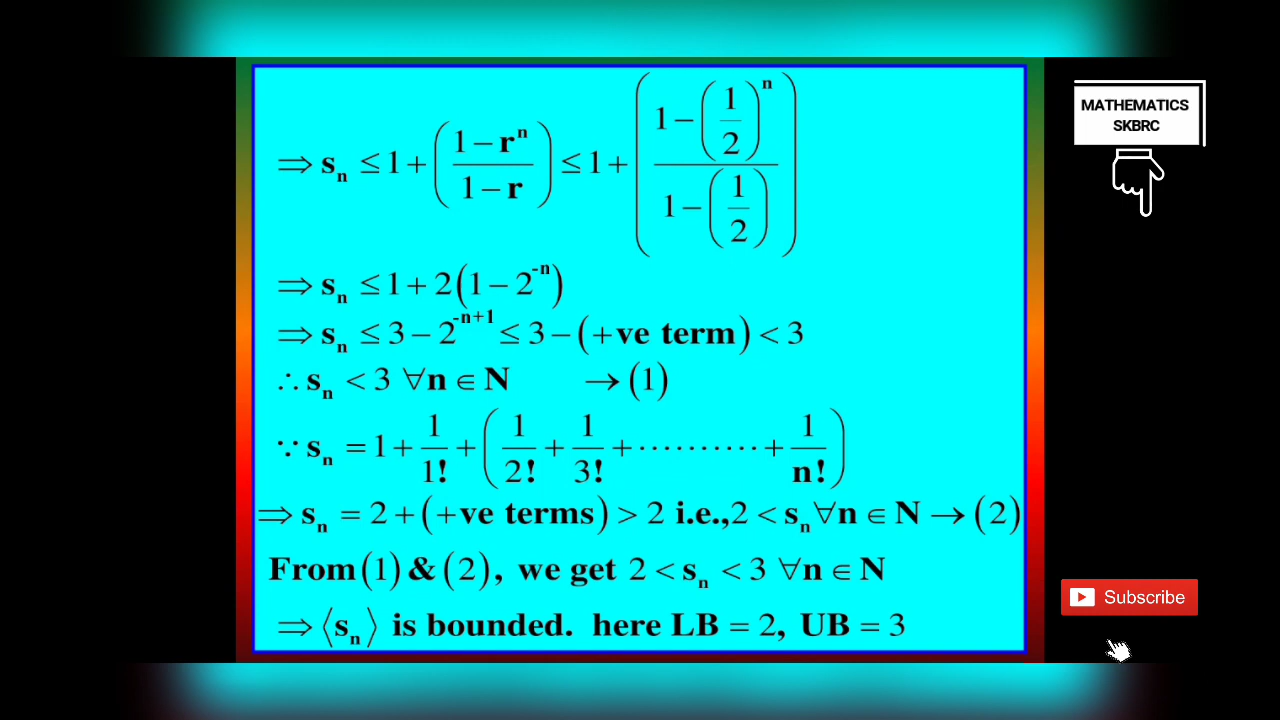 ⇒ sₙ ≤ 1 + ((1 − rⁿ)/(1 − r)) ≤ 1 + ((1 − (1/2)ⁿ)/(1 − (1/2)))
⇒ sₙ ≤ 1 + 2(1 − 2⁻ⁿ)
⇒ sₙ ≤ 3 − 2⁻ⁿ⁺¹ ≤ 3 − (+ve term) < 3
∴ sₙ < 3 ∀n ∈ N → (1)
∵ sₙ = 1 + 1/1! + (1/2! + 1/3! + ·········· + 1/n!)
⇒ sₙ = 2 + (+ve terms) > 2 i.e., 2 < sₙ ∀n ∈ N → (2)
From (1) & (2), we get 2 < sₙ < 3 ∀n ∈ N
⇒ ⟨sₙ⟩ is bounded. here LB = 2, UB = 3
MATHEMATICS
SKBRC
Subscribe